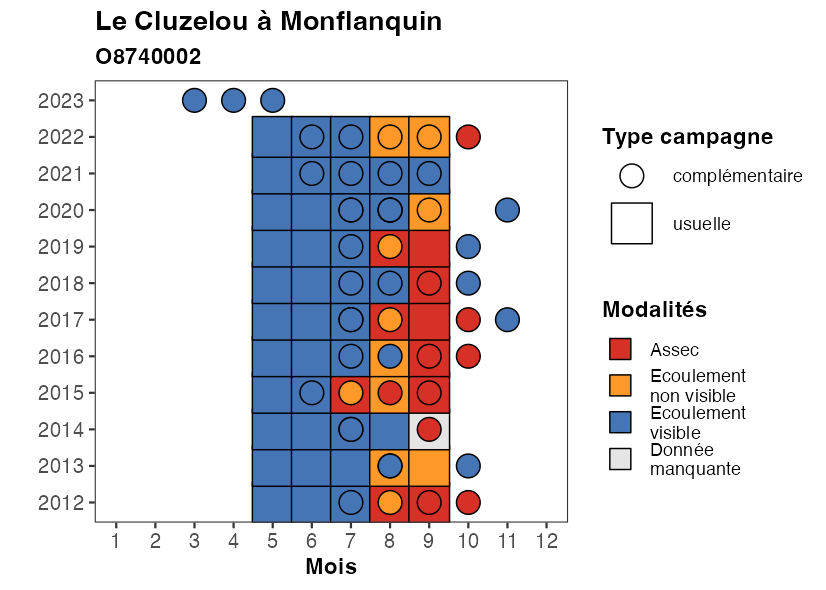 Le Cluzelou à Monflanquin
O8740002
2023
2022
2021
2020
2019
2018
2017
2016
2015
2014
2013
2012
1 2 3 4 5 6 7 8 9 10 11 12
Mois
Type campagne
complémentaire
usuelle
Modalités
Assec
Ecoulement
non visible
Ecoulement
visible
Donnée
manquante